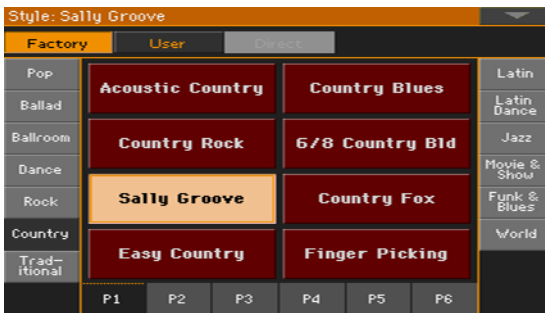 Style: Sally Groove
Factory User Direct
Pop
Ballad
Ballroom
Dance
Rock
Country
Trad-
itional
Acoustic Country Country Blues
Country Rock 6/8 Country Bld
Sally Groove Country Fox
Easy Country Finger Picking
Latin
Latin
Dance
Jazz
Movie &
Show
Funk &
Blues
World
P1 P2 P3 P4 P5 P6